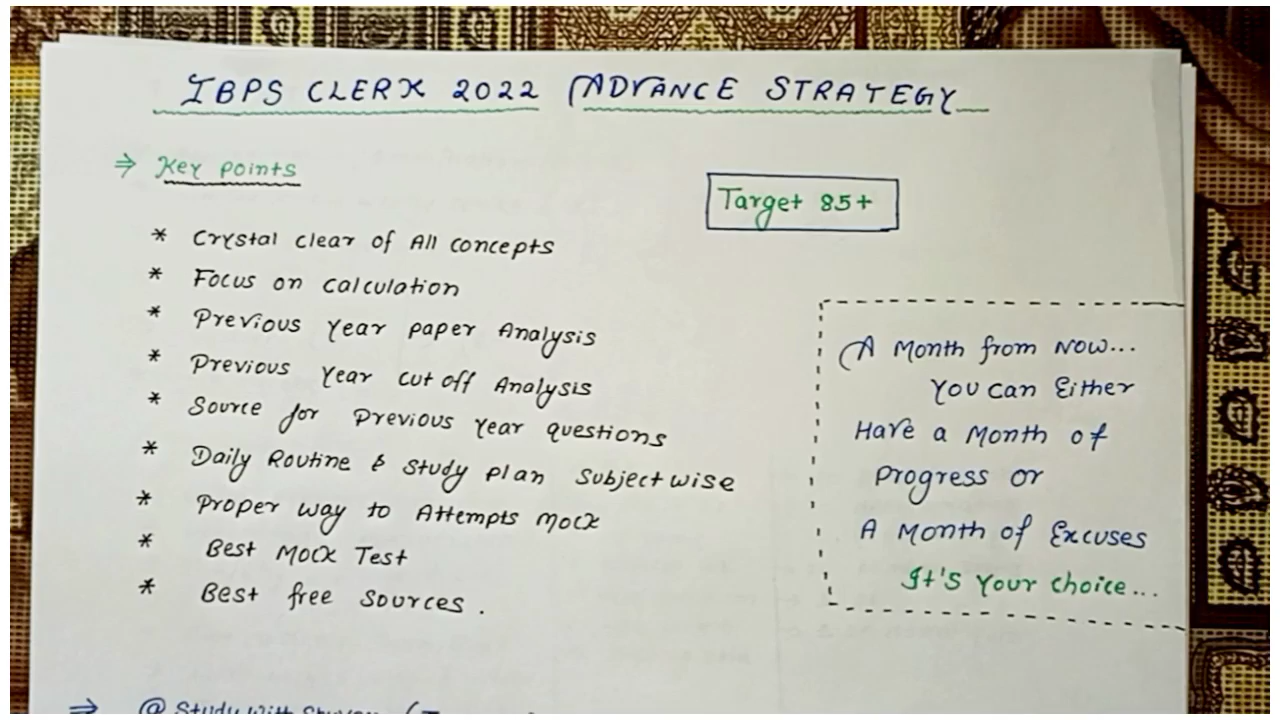 IBPS CLERK 2022 ADVANCE STRATEGY
⇒ Key points
Target 85+
* Crystal clear of All concepts
* Focus on calculation
* Previous Year paper Analysis
* Previous Year cut off Analysis
* Source for Previous Year questions
* Daily Routine & Study plan Subject wise
* Proper way to Attempts mock
* Best Mock Test
* Best free sources.
A Month from Now...
You can Either
Have a Month of
Progress or
A Month of Excuses
It's Your choice...
⇒ @ Study with